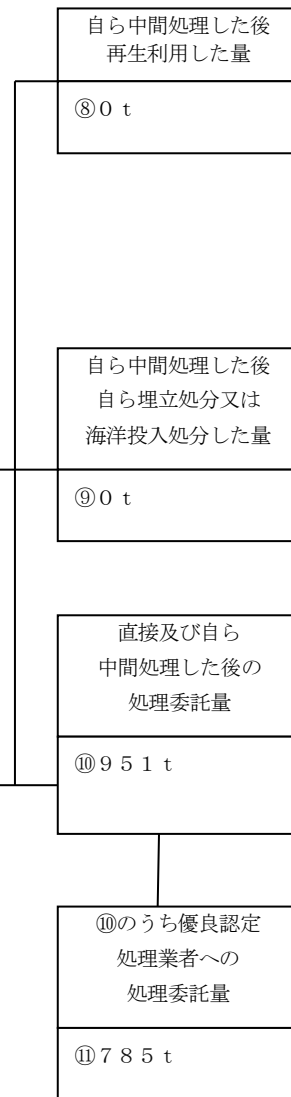 自ら中間処理した後
再生利用した量
⑧０ｔ
自ら中間処理した後
自ら埋立処分又は
海洋投入処分した量
⑨０ｔ
直接及び自ら
中間処理した後の
処理委託量
⑩９５１ｔ
⑩のうち優良認定
処理業者への
処理委託量
⑪７８５ｔ